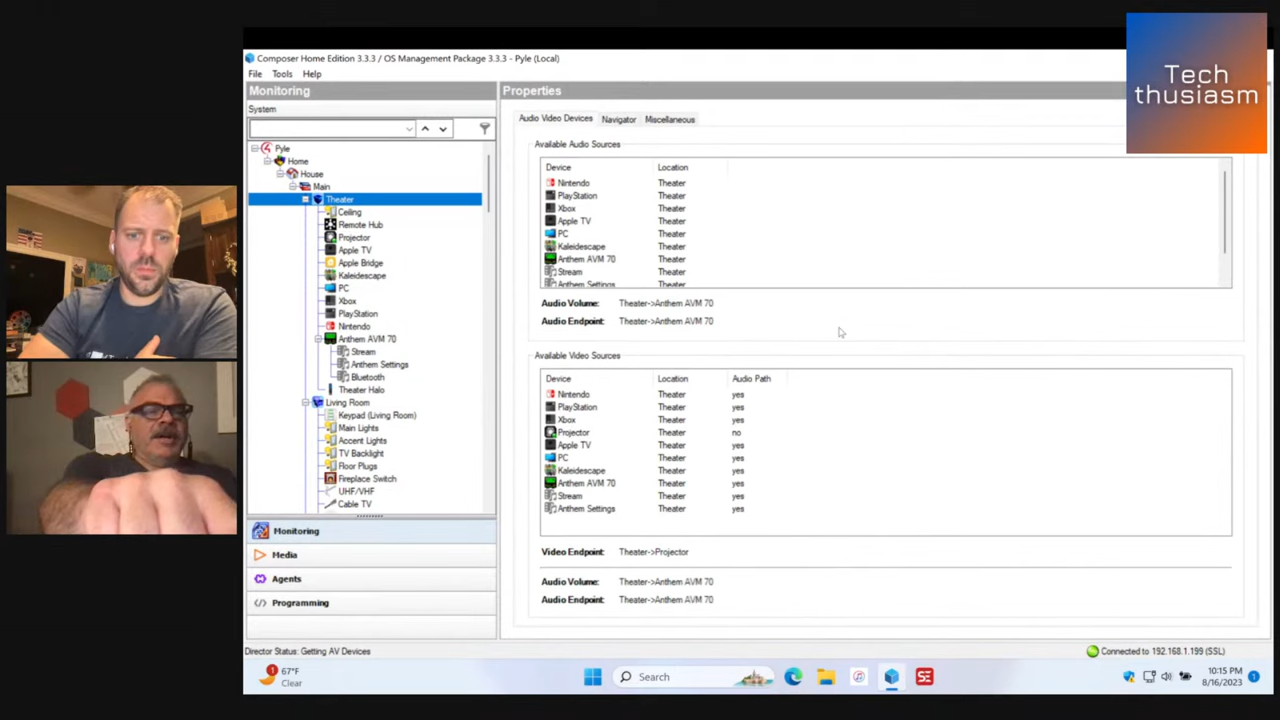 Composer Home Edition 3.3.3 / OS Management Package 3.3.3 - Pyle (Local)
File Tools Help
Monitoring
System
Pyle
Home
House
Main
Theater
Ceiling
Remote Hub
Projector
Apple TV
Apple Bridge
Kaleidescape
PC
Xbox
PlayStation
Nintendo
Anthem AVM 70
Stream
Anthem Settings
Bluetooth
Theater Halo
Living Room
Keypad (Living Room)
Main Lights
Accent Lights
TV Backlight
Floor Plugs
Fireplace Switch
UHF/VHF
Cable TV
Monitoring
Media
Agents
Programming
Properties
Audio Video Devices Navigator Miscellaneous
Available Audio Sources
Device Location
Nintendo Theater
PlayStation Theater
Xbox Theater
Apple TV Theater
PC Theater
Kaleidescape Theater
Anthem AVM 70 Theater
Stream Theater
Anthem Settings Theater
Audio Volume: Theater->Anthem AVM 70
Audio Endpoint: Theater->Anthem AVM 70
Available Video Sources
Device Location Audio Path
Nintendo Theater yes
PlayStation Theater yes
Xbox Theater yes
Projector Theater no
Apple TV Theater yes
PC Theater yes
Kaleidescape Theater yes
Anthem AVM 70 Theater yes
Stream Theater yes
Anthem Settings Theater yes
Video Endpoint: Theater->Projector
Audio Volume: Theater->Anthem AVM 70
Audio Endpoint: Theater->Anthem AVM 70
Tech
thusiasm
Director Status: Getting AV Devices
Connected to 192.168.1.199 (SSL)
1
67°F
Clear
Search
SE
10:15 PM
8/16/2023
1